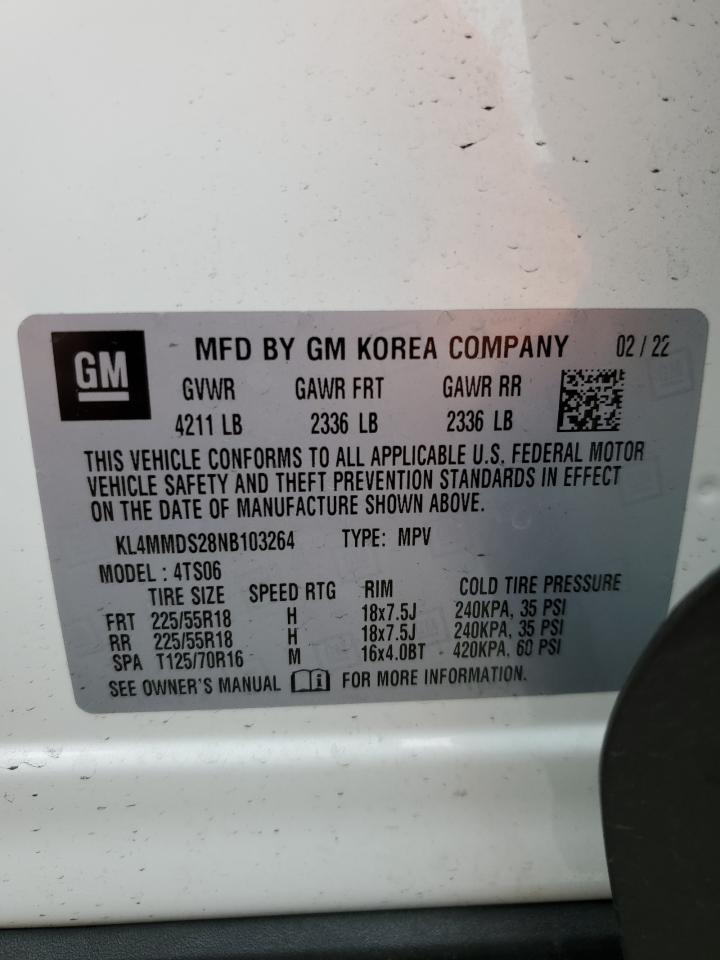 GM MFD BY GM KOREA COMPANY 02 / 22
GVWR GAWR FRT GAWR RR
4211 LB 2336 LB 2336 LB
THIS VEHICLE CONFORMS TO ALL APPLICABLE U.S. FEDERAL MOTOR
VEHICLE SAFETY AND THEFT PREVENTION STANDARDS IN EFFECT
ON THE DATE OF MANUFACTURE SHOWN ABOVE.
KL4MMDS28NB103264 TYPE: MPV
MODEL : 4TS06
TIRE SIZE SPEED RTG RIM COLD TIRE PRESSURE
FRT 225/55R18 H 18x7.5J 240KPA, 35 PSI
RR 225/55R18 H 18x7.5J 240KPA, 35 PSI
SPA T125/70R16 M 16x4.0BT 420KPA, 60 PSI
SEE OWNER'S MANUAL FOR MORE INFORMATION.